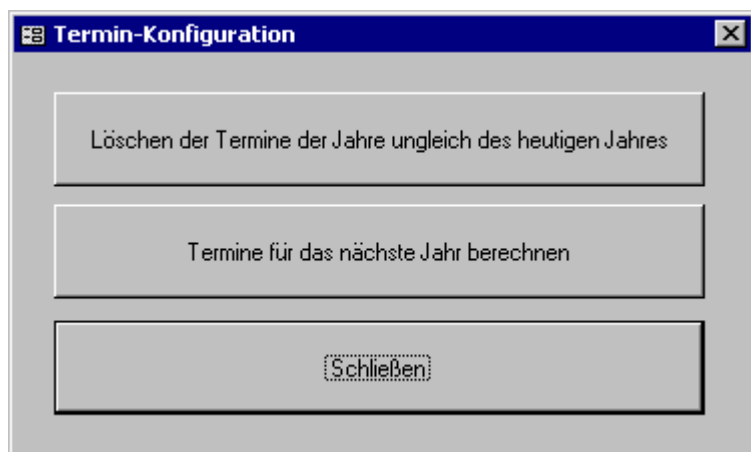 Termin-Konfiguration
Löschen der Termine der Jahre ungleich des heutigen Jahres
Termine für das nächste Jahr berechnen
Schließen